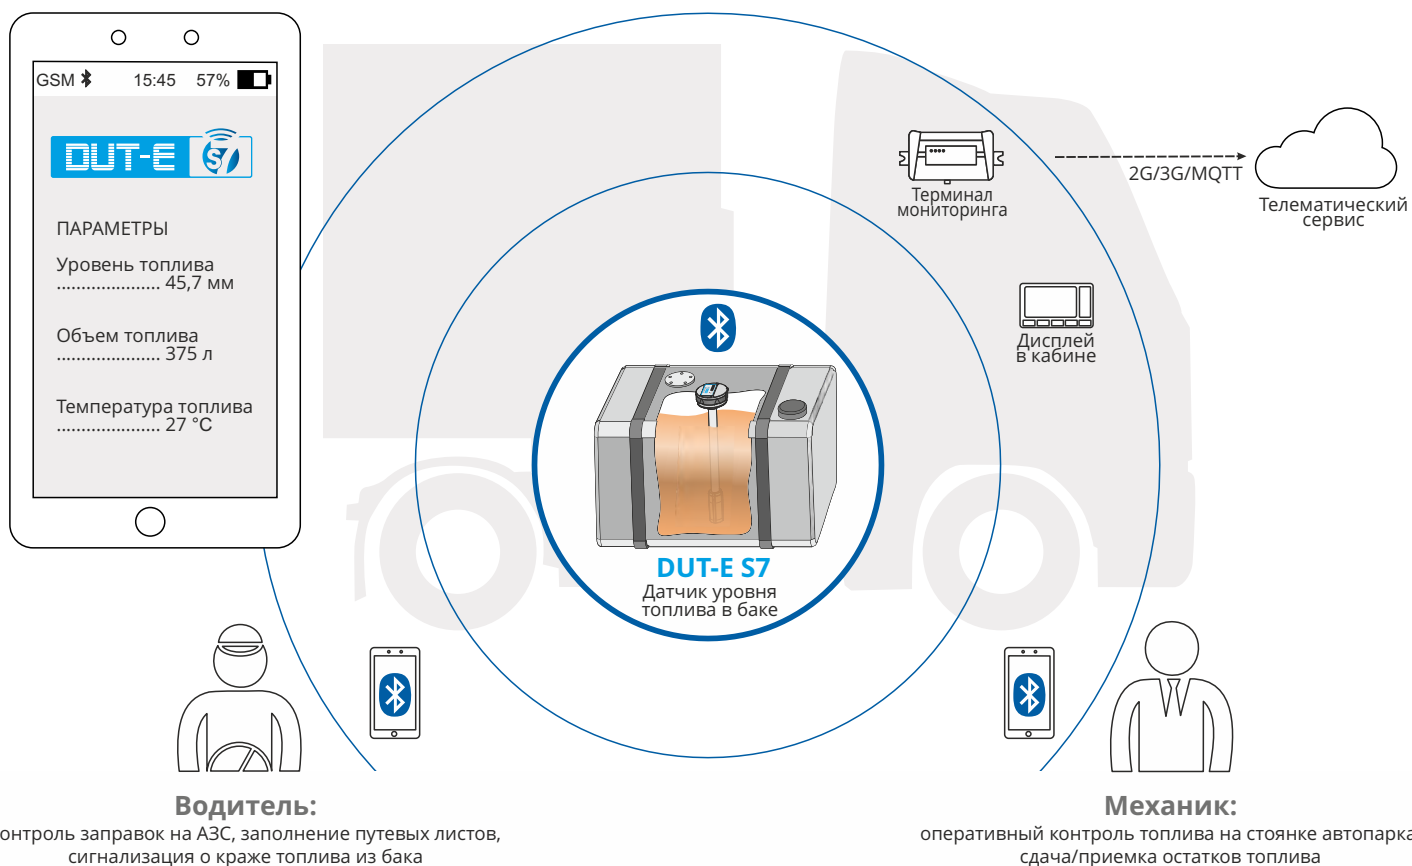 GSM 15:45 57%
DUT-E S7
ПАРАМЕТРЫ
Уровень топлива
..................... 45,7 мм
Объем топлива
..................... 375 л
Температура топлива
..................... 27 °C
Терминал
мониторинга
2G/3G/MQTT
Телематический
сервис
Дисплей
в кабине
DUT-E S7
Датчик уровня
топлива в баке
Водитель:
онтроль заправок на АЗС, заполнение путевых листов,
сигнализация о краже топлива из бака
Механик:
оперативный контроль топлива на стоянке автопарка
сдача/приемка остатков топлива